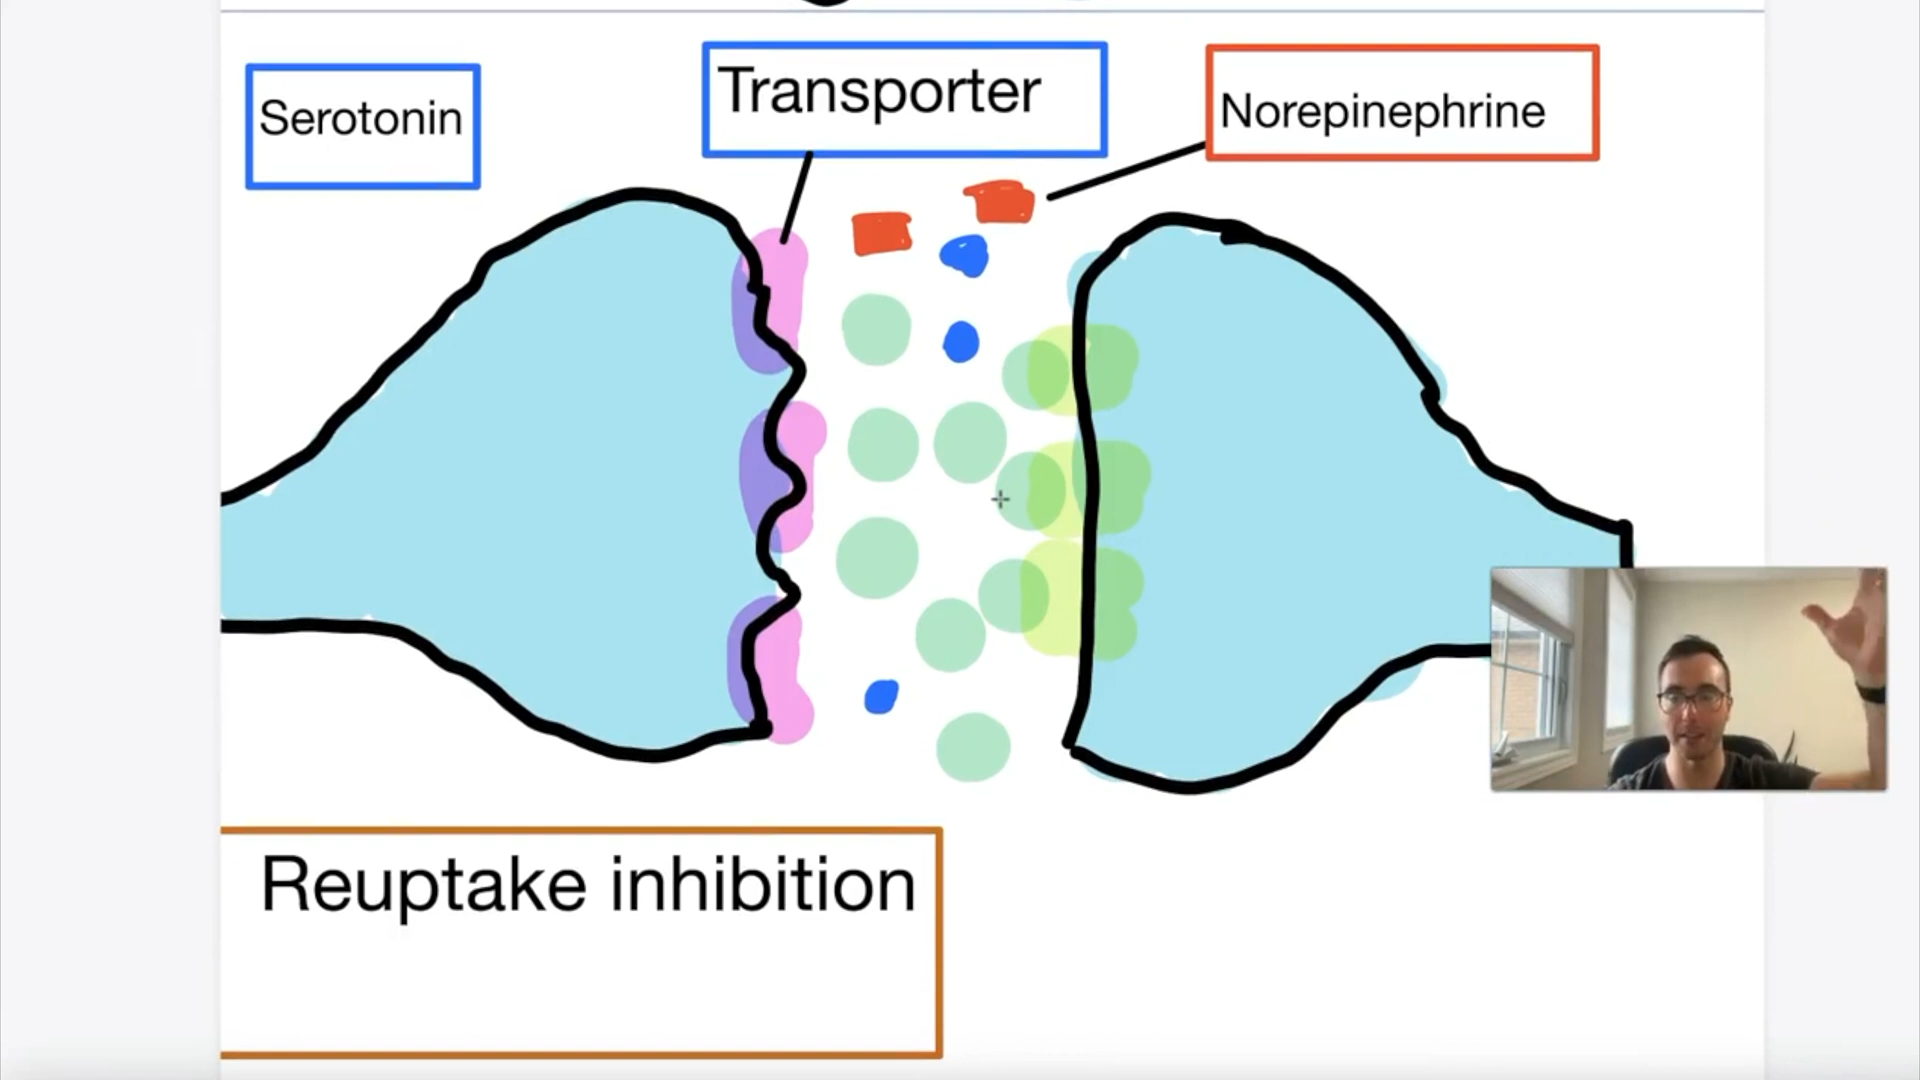 Serotonin
Transporter
Norepinephrine
Reuptake inhibition